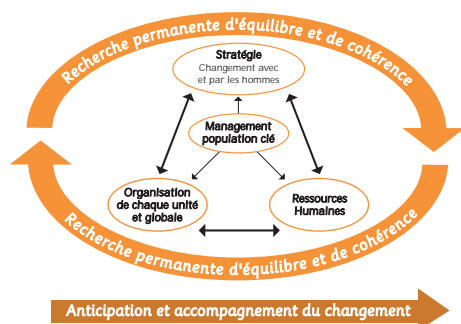 Recherche permanente d'équilibre et de cohérence
Stratégie
Changement avec
et par les hommes
Management
population clé
Organisation
de chaque unité
et globale
Ressources
Humaines
Recherche permanente d'équilibre et de cohérence
Anticipation et accompagnement du changement